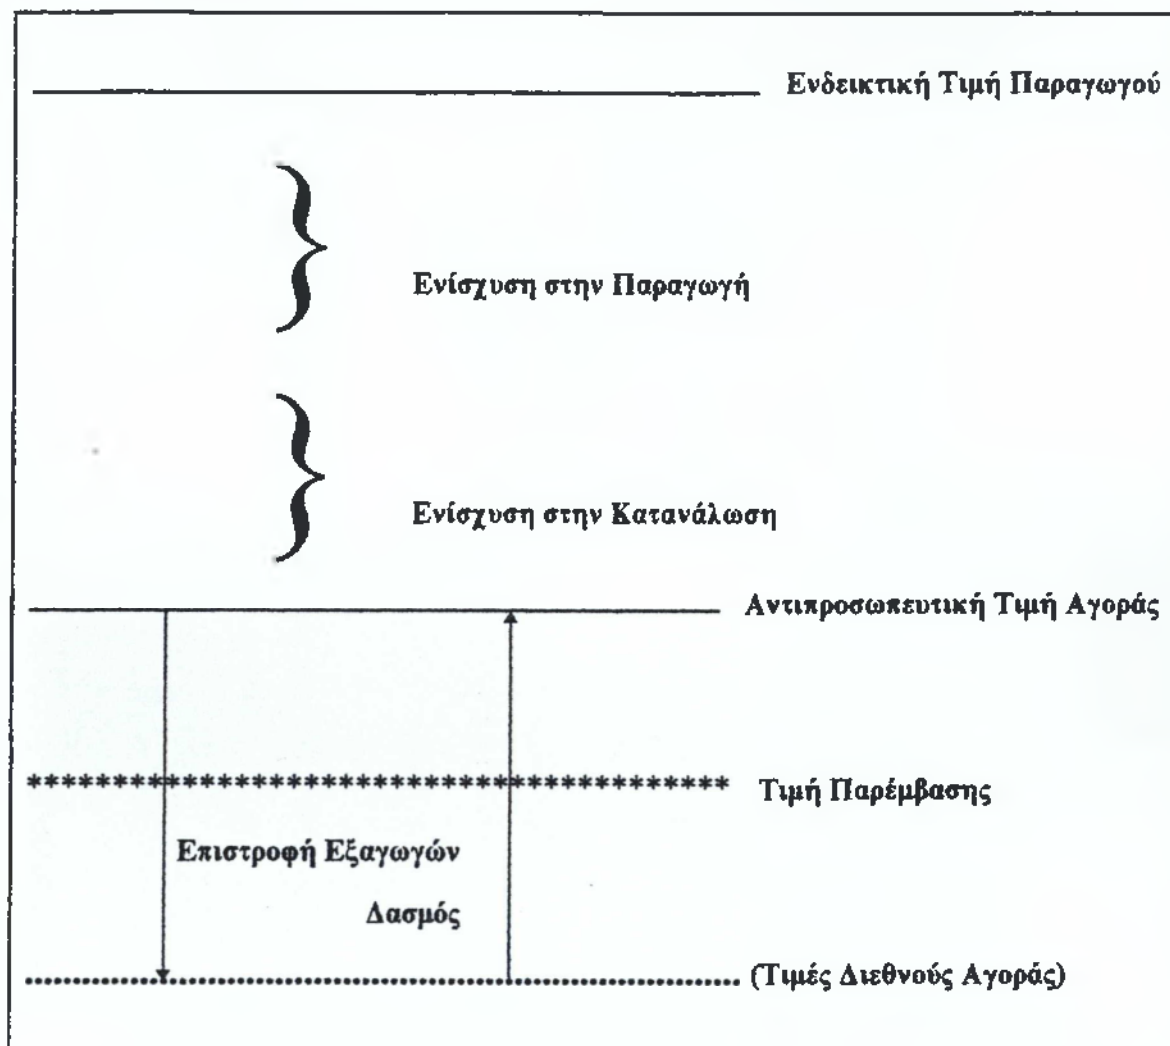 Ενδεικτική Τιμή Παραγωγού
Ενίσχυση στην Παραγωγή
Ενίσχυση στην Κατανάλωση
Αντιπροσωπευτική Τιμή Αγοράς
***************************************** Τιμή Παρέμβασης
Επιστροφή Εξαγωγών
Δασμός
(Τιμές Διεθνούς Αγοράς)